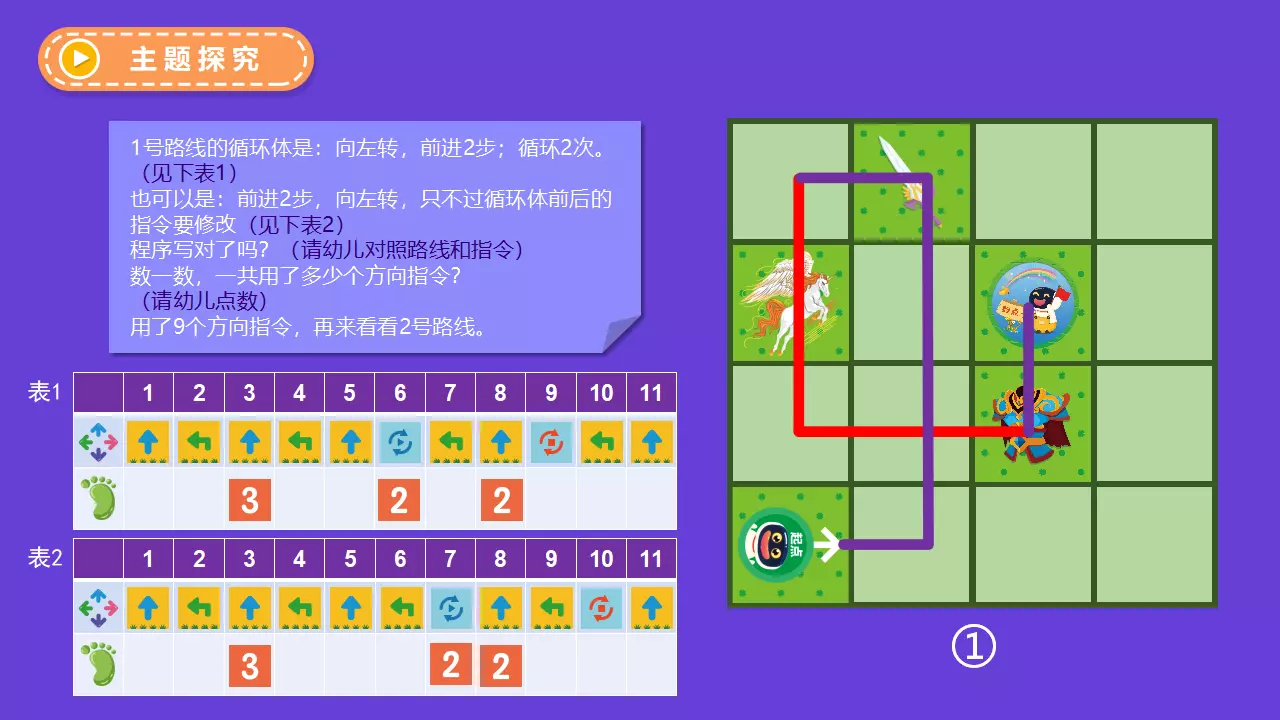 主题探究
1号路线的循环体是：向左转，前进2步；循环2次。
（见下表1）
也可以是：前进2步，向左转，只不过循环体前后的
指令要修改（见下表2）
程序写对了吗？（请幼儿对照路线和指令）
数一数，一共用了多少个方向指令？
（请幼儿点数）
用了9个方向指令，再来看看2号路线。
表1
1 2 3 4 5 6 7 8 9 10 11
3 2 2
表2
1 2 3 4 5 6 7 8 9 10 11
3 2 2
终点
起点
①